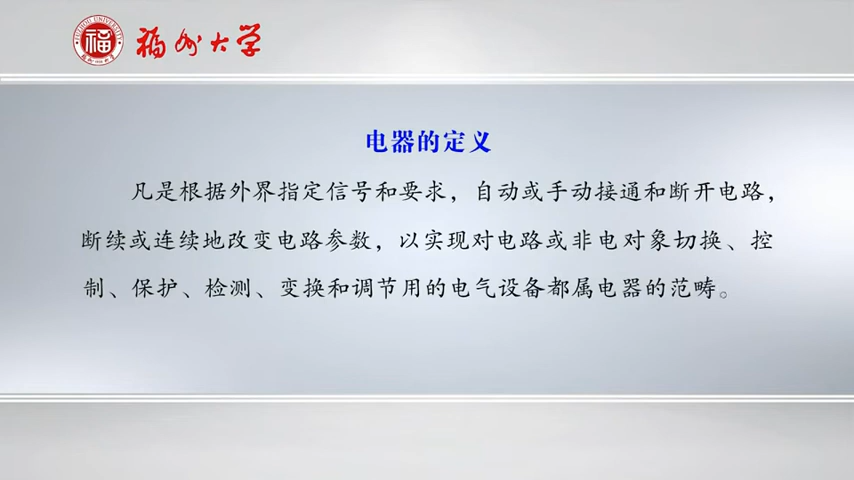 福州大学
电器的定义
凡是根据外界指定信号和要求，自动或手动接通和断开电路，
断续或连续地改变电路参数，以实现对电路或非电对象切换、控
制、保护、检测、变换和调节用的电气设备都属电器的范畴。